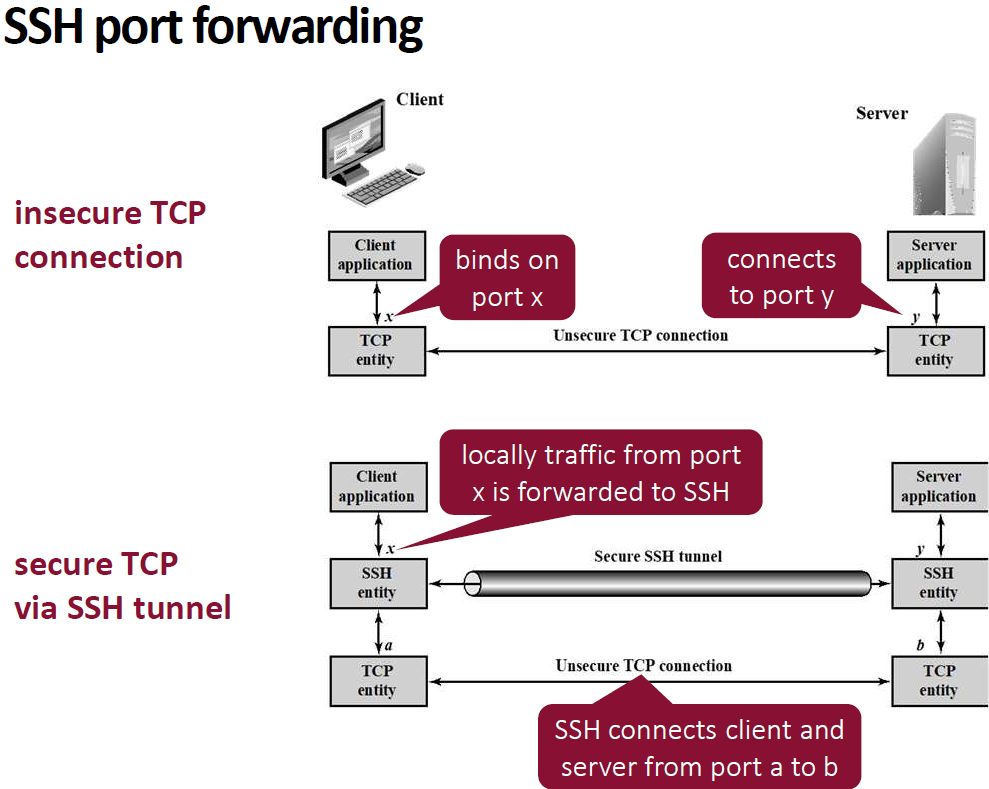 SSH port forwarding
Client
Server
insecure TCP
connection
Client
application
binds on
port x
connects
to port y
Server
application
x
y
TCP
entity
Unsecure TCP connection
TCP
entity
locally traffic from port
x is forwarded to SSH
Client
application
Server
application
secure TCP
via SSH tunnel
x
y
SSH
entity
Secure SSH tunnel
SSH
entity
a
b
TCP
entity
Unsecure TCP connection
TCP
entity
SSH connects client and
server from port a to b